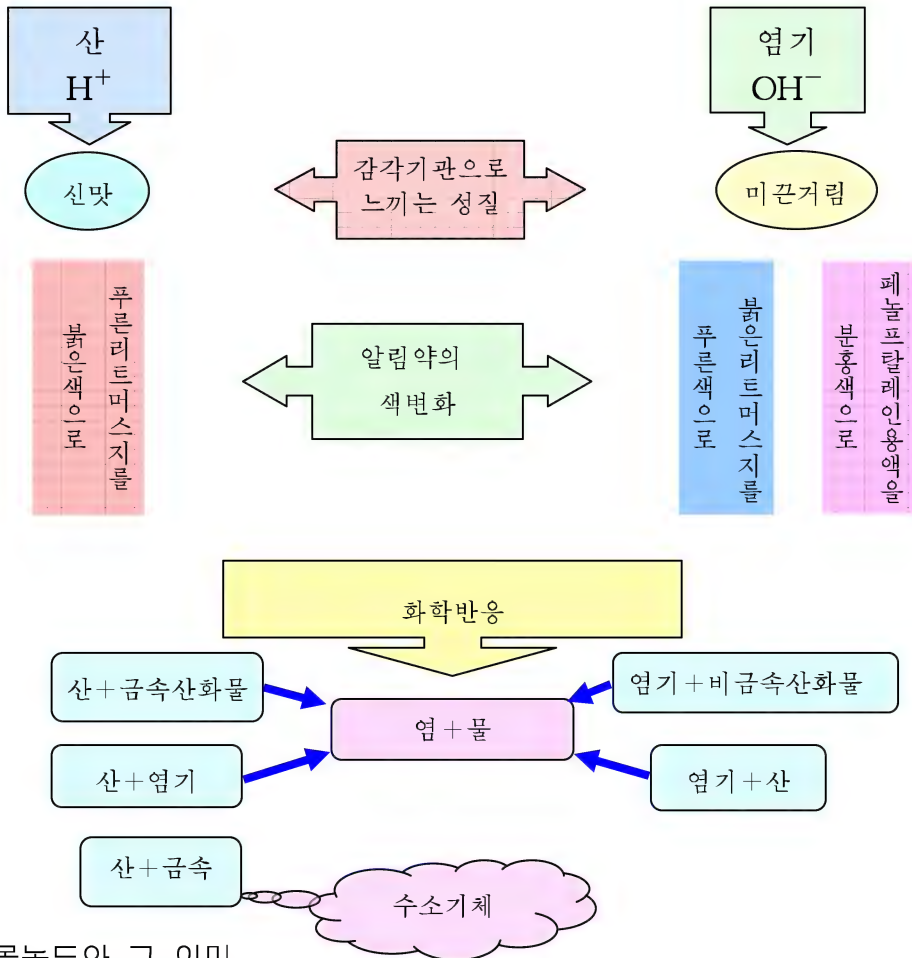 산
H⁺
염기
OH⁻
신맛
감각기관으로
느끼는 성질
미끈거림
푸른리트머스지를
붉은색으로
알림약의
색변화
붉은리트머스지를
푸른색으로
페놀프탈레인용액을
분홍색으로
화학반응
산+금속산화물
염기+비금속산화물
염+물
산+염기
염기+산
산+금속
수소기체